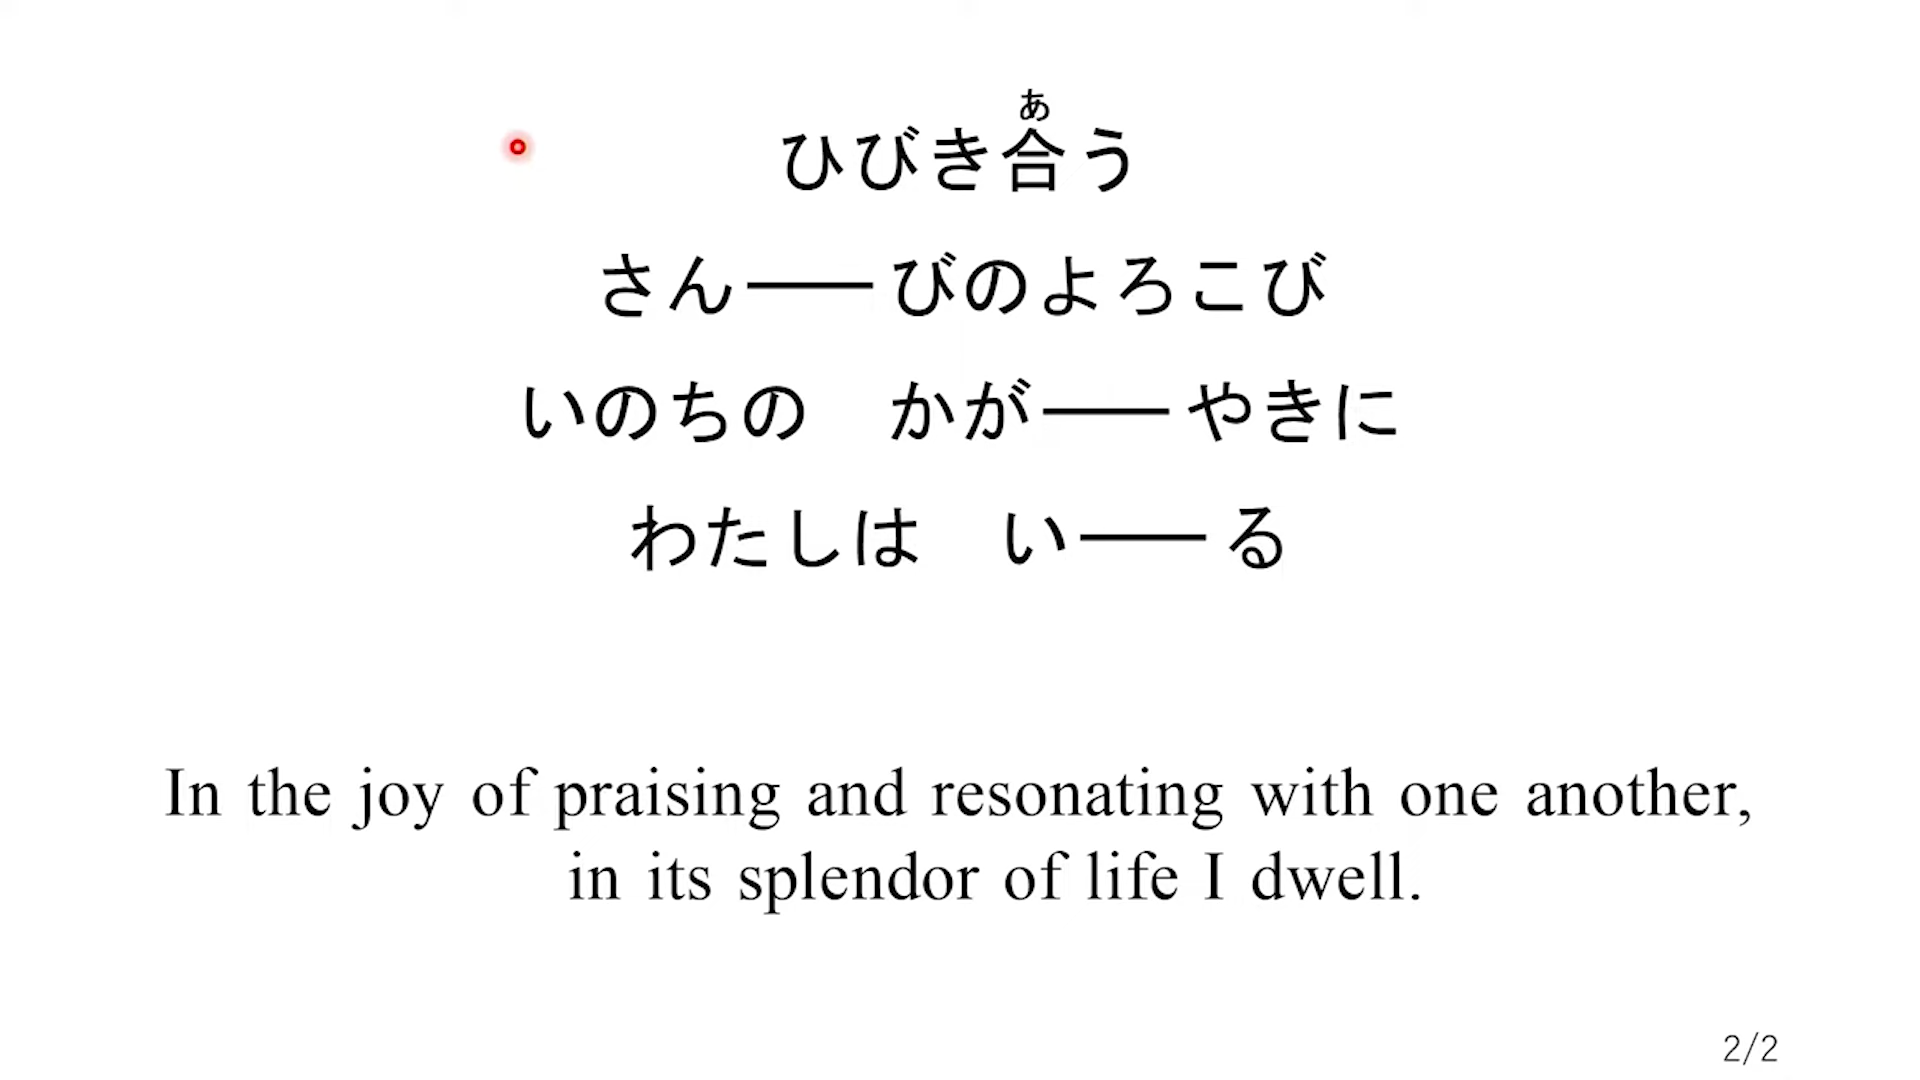 あ
ひびき合う
さん――びのよろこび
いのちの　かが――やきに
わたしは　い――る
In the joy of praising and resonating with one another,
in its splendor of life I dwell.
2/2